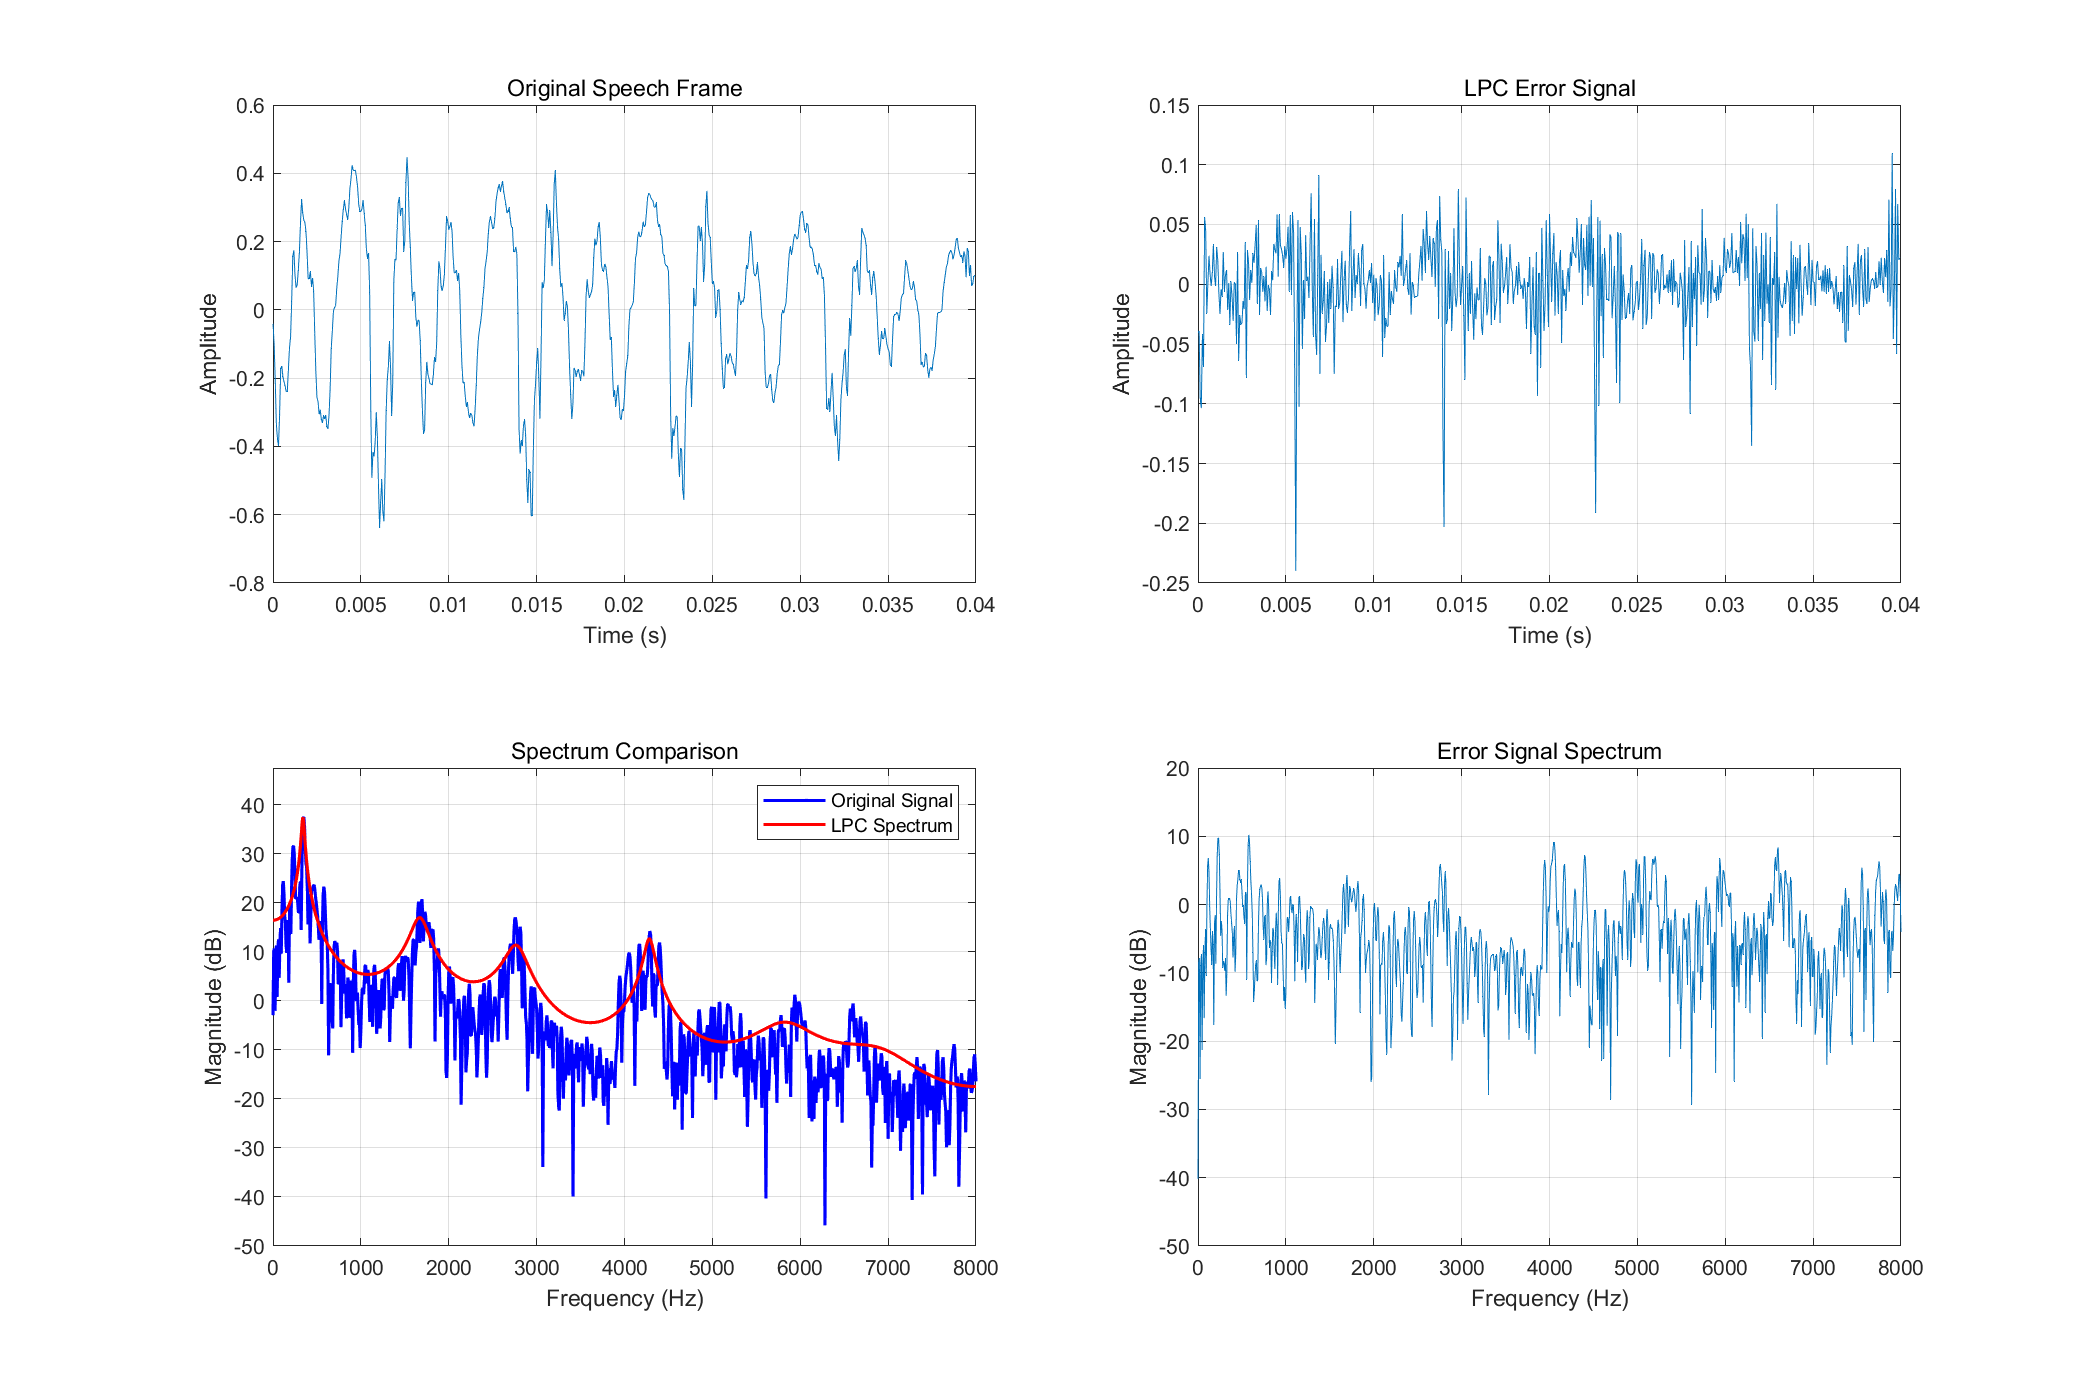 Original Speech Frame
0.6
0.4
0.2
0
-0.2
-0.4
-0.6
-0.8
Amplitude
0 0.005 0.01 0.015 0.02 0.025 0.03 0.035 0.04
Time (s)
LPC Error Signal
0.15
0.1
0.05
0
-0.05
-0.1
-0.15
-0.2
-0.25
Amplitude
0 0.005 0.01 0.015 0.02 0.025 0.03 0.035 0.04
Time (s)
Spectrum Comparison
Original Signal
LPC Spectrum
40
30
20
10
0
-10
-20
-30
-40
-50
Magnitude (dB)
0 1000 2000 3000 4000 5000 6000 7000 8000
Frequency (Hz)
Error Signal Spectrum
20
10
0
-10
-20
-30
-40
-50
Magnitude (dB)
0 1000 2000 3000 4000 5000 6000 7000 8000
Frequency (Hz)